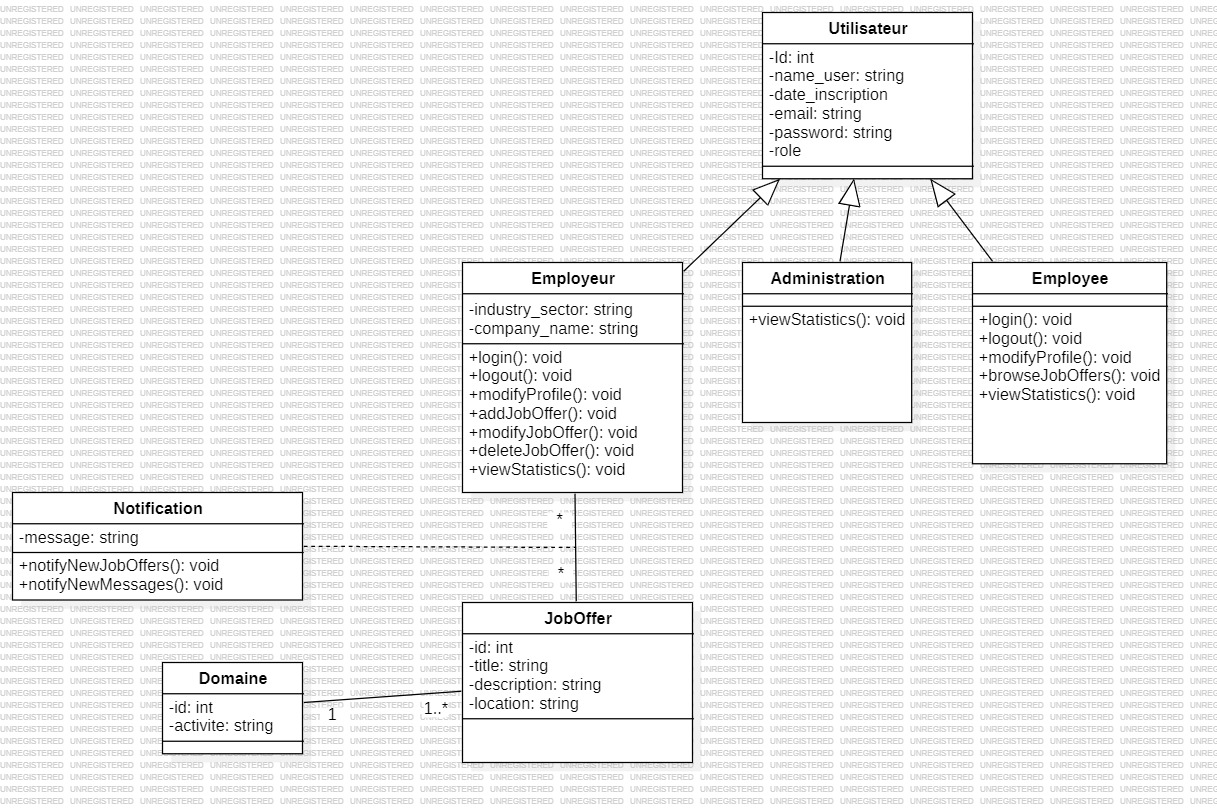 Utilisateur
-Id: int
-name_user: string
-date_inscription
-email: string
-password: string
-role
Employeur
-industry_sector: string
-company_name: string
+login(): void
+logout(): void
+modifyProfile(): void
+addJobOffer(): void
+modifyJobOffer(): void
+deleteJobOffer(): void
+viewStatistics(): void
Administration
+viewStatistics(): void
Employee
+login(): void
+logout(): void
+modifyProfile(): void
+browseJobOffers(): void
+viewStatistics(): void
Notification
-message: string
+notifyNewJobOffers(): void
+notifyNewMessages(): void
*
*
JobOffer
-id: int
-title: string
-description: string
-location: string
Domaine
-id: int
-activite: string
1
1..*
UNREGISTERED